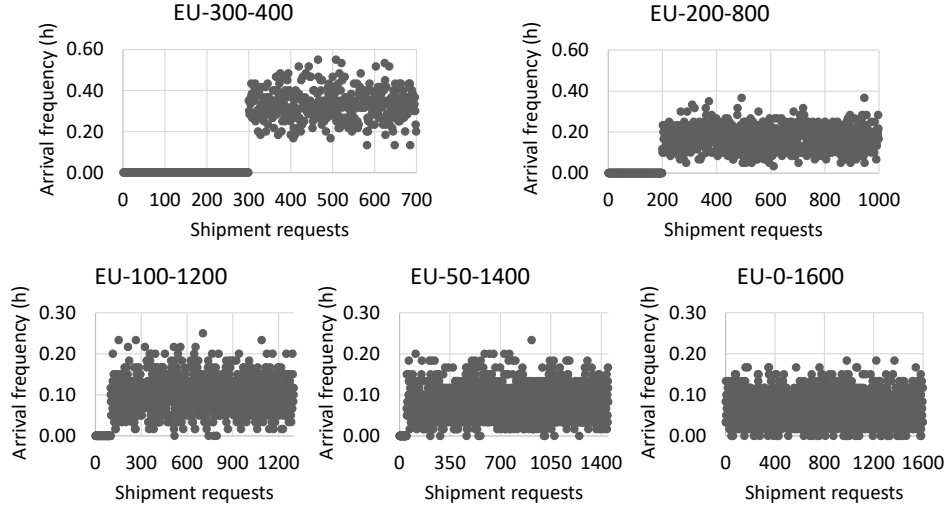 EU-300-400
Arrival frequency (h)
0.60
0.40
0.20
0.00
0 100 200 300 400 500 600 700
Shipment requests
EU-200-800
Arrival frequency (h)
0.60
0.40
0.20
0.00
0 200 400 600 800 1000
Shipment requests
EU-100-1200
Arrival frequency (h)
0.30
0.20
0.10
0.00
0 300 600 900 1200
Shipment requests
EU-50-1400
Arrival frequency (h)
0.30
0.20
0.10
0.00
0 350 700 1050 1400
Shipment requests
EU-0-1600
Arrival frequency (h)
0.30
0.20
0.10
0.00
0 400 800 1200 1600
Shipment requests